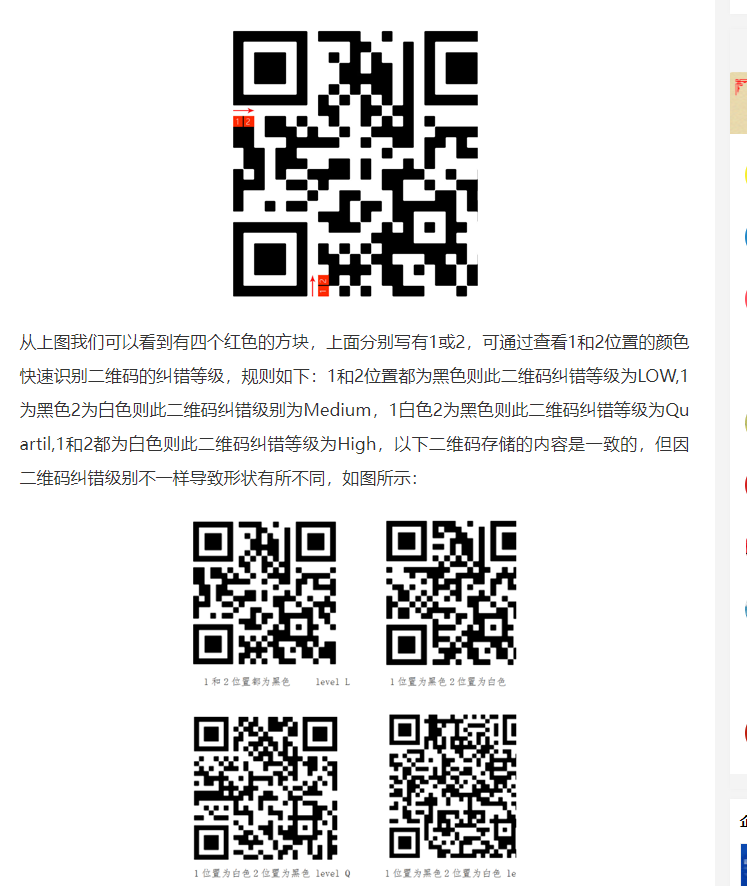 1 2
2
1
从上图我们可以看到有四个红色的方块，上面分别写有1或2，可通过查看1和2位置的颜色
快速识别二维码的纠错等级，规则如下：1和2位置都为黑色则此二维码纠错等级为LOW,1
为黑色2为白色则此二维码纠错级别为Medium，1白色2为黑色则此二维码纠错等级为Qu
artil,1和2都为白色则此二维码纠错等级为High，以下二维码存储的内容是一致的，但因
二维码纠错级别不一样导致形状有所不同，如图所示：
1和2位置都为黑色 level L
1位置为黑色2位置为白色
1位置为白色2位置为黑色 level Q
1位置为黑色2位置为白色 le